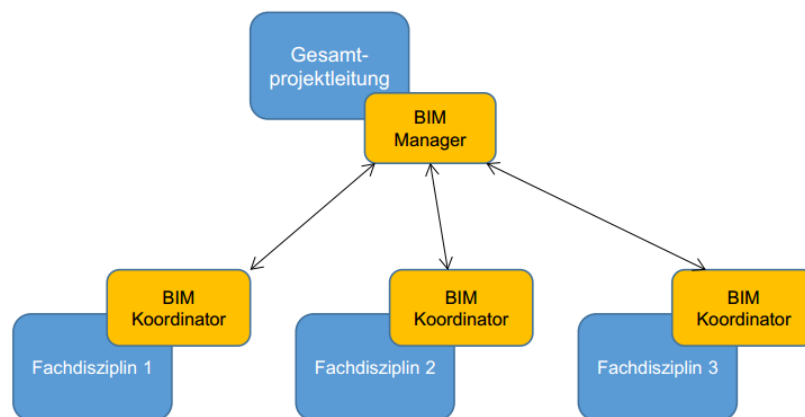 Gesamt-
projektleitung
BIM
Manager
BIM
Koordinator
BIM
Koordinator
BIM
Koordinator
Fachdisziplin 1
Fachdisziplin 2
Fachdisziplin 3